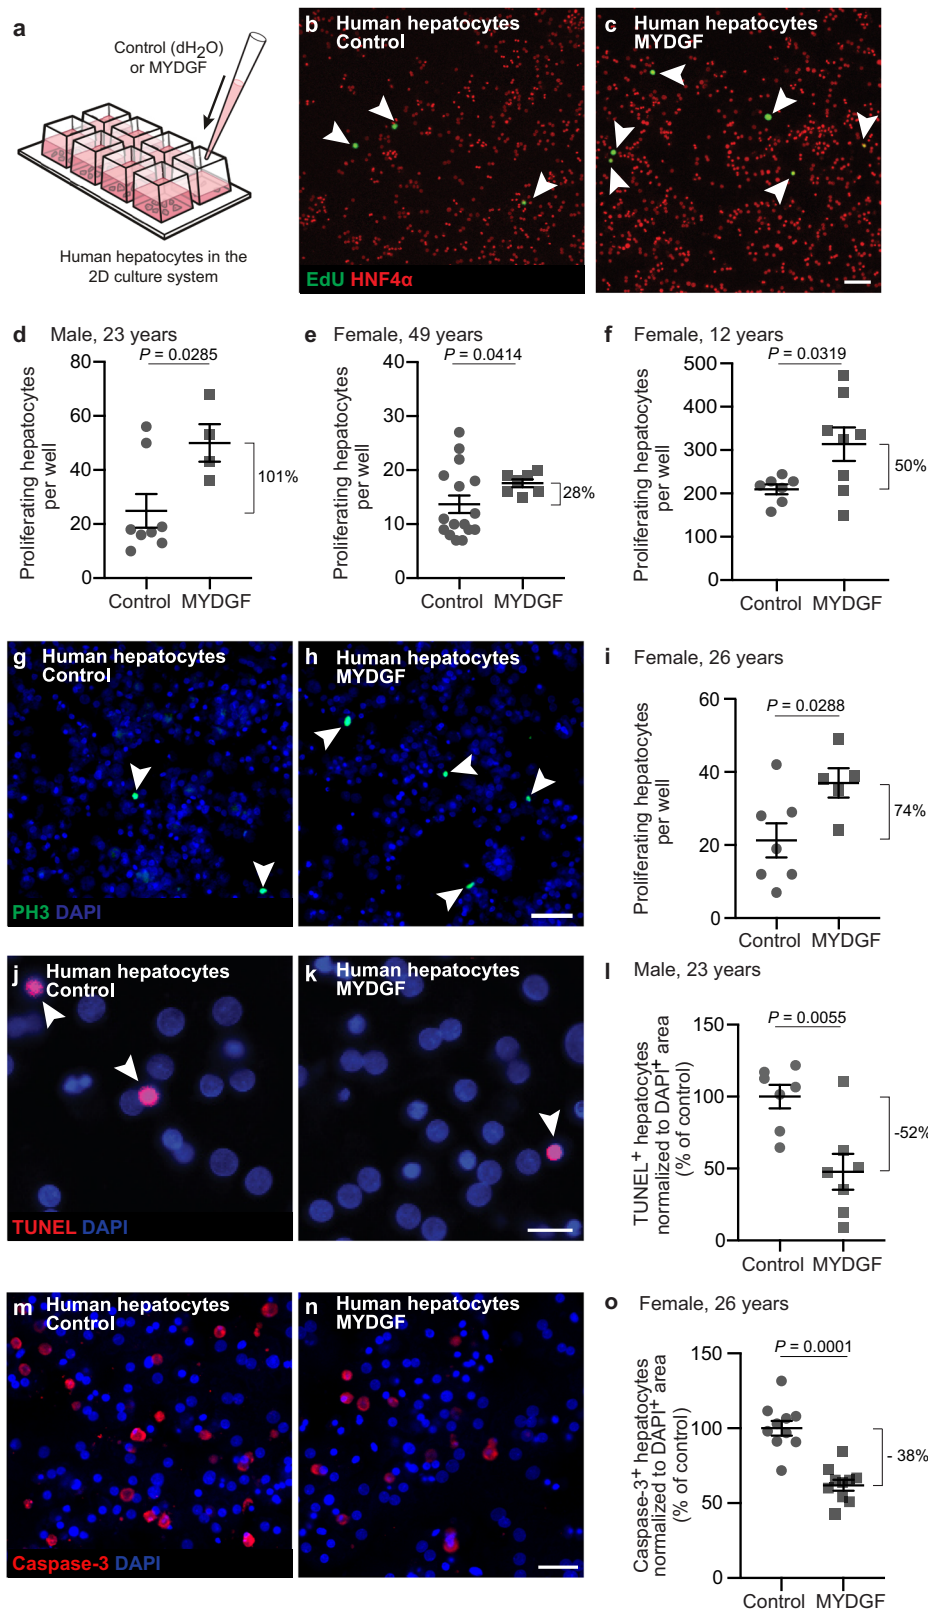 a
Control (dH2O)
or MYDGF
Human hepatocytes in the
2D culture system
b Human hepatocytes
Control
EdU HNF4α
c Human hepatocytes
MYDGF
d Male, 23 years
P = 0.0285
Proliferating hepatocytes
per well
80
60
40
20
0
101%
Control MYDGF
e Female, 49 years
P = 0.0414
Proliferating hepatocytes
per well
40
30
20
10
0
28%
Control MYDGF
f Female, 12 years
P = 0.0319
Proliferating hepatocytes
per well
500
400
300
200
100
0
50%
Control MYDGF
g Human hepatocytes
Control
PH3 DAPI
h Human hepatocytes
MYDGF
i Female, 26 years
P = 0.0288
Proliferating hepatocytes
per well
60
40
20
0
74%
Control MYDGF
j Human hepatocytes
Control
TUNEL DAPI
k Human hepatocytes
MYDGF
l Male, 23 years
P = 0.0055
TUNEL+ hepatocytes
normalized to DAPI+ area
(% of control)
150
100
50
0
-52%
Control MYDGF
m Human hepatocytes
Control
Caspase-3 DAPI
n Human hepatocytes
MYDGF
o Female, 26 years
P = 0.0001
Caspase-3+ hepatocytes
normalized to DAPI+ area
(% of control)
150
100
50
0
- 38%
Control MYDGF